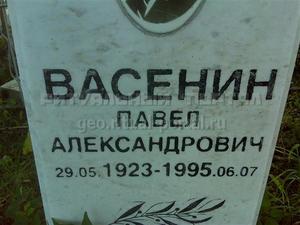 ВАСЕНИН
ПАВЕЛ
АЛЕКСАНДРОВИЧ
29.05.1923-1995.06.07